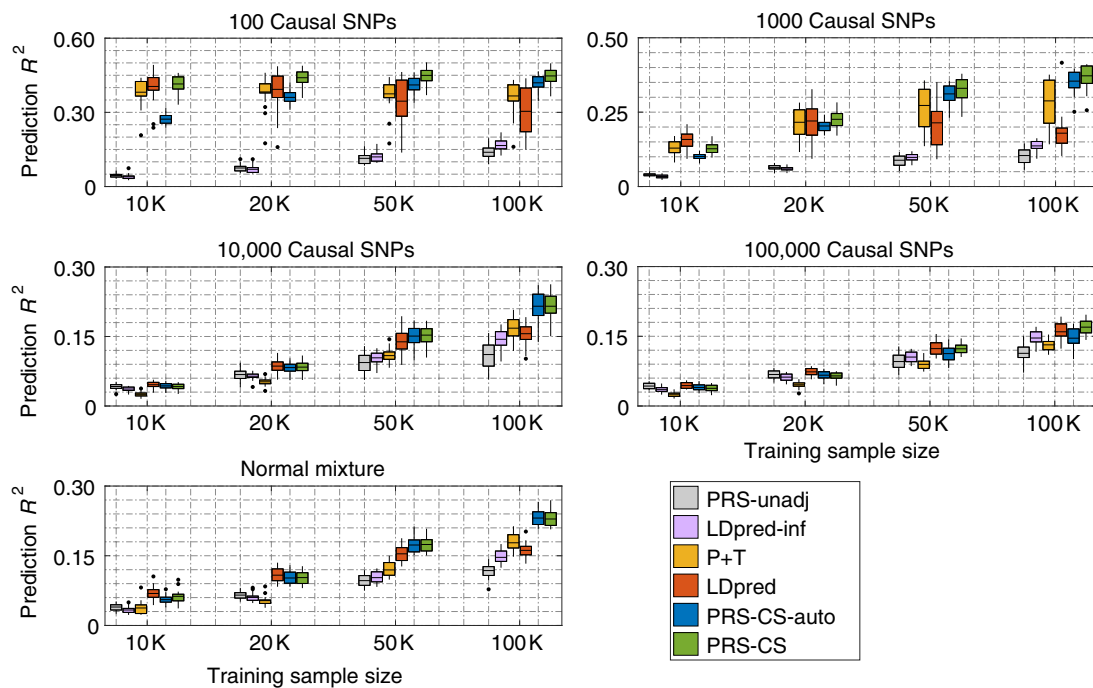 100 Causal SNPs
Prediction R²
0.60
0.30
0
10K 20K 50K 100K
1000 Causal SNPs
0.50
0.25
0
10K 20K 50K 100K
10,000 Causal SNPs
Prediction R²
0.30
0.15
0
10K 20K 50K 100K
100,000 Causal SNPs
0.30
0.15
0
10K 20K 50K 100K
Training sample size
Normal mixture
Prediction R²
0.30
0.15
0
10K 20K 50K 100K
Training sample size
PRS-unadj
LDpred-inf
P+T
LDpred
PRS-CS-auto
PRS-CS